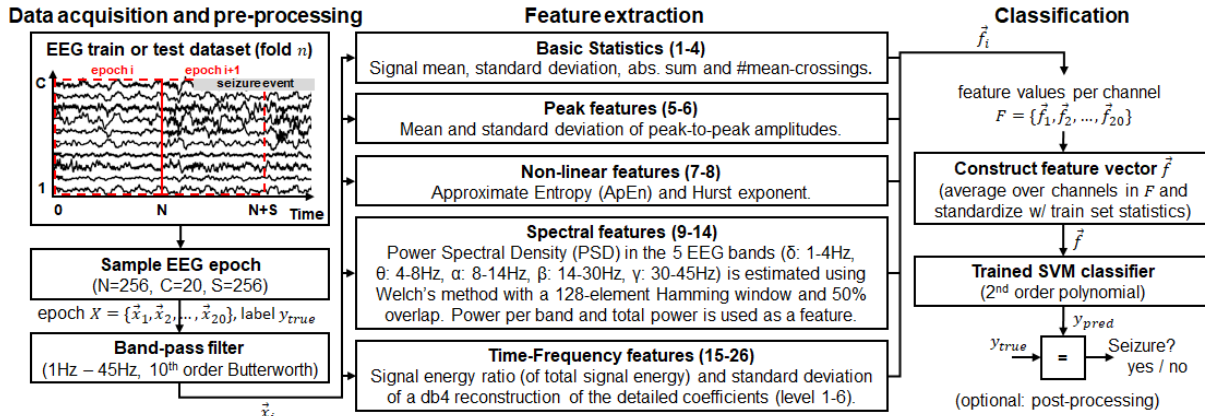 Data acquisition and pre-processing
EEG train or test dataset (fold n)
epoch i
epoch i+1
seizure event
C
1
0
N
N+S
Time
Sample EEG epoch
(N=256, C=20, S=256)
epoch X = {x⃗₁, x⃗₂, …, x⃗₂₀}, label y_true
Band-pass filter
(1Hz – 45Hz, 10th order Butterworth)
x⃗ᵢ
Feature extraction
Basic Statistics (1-4)
Signal mean, standard deviation, abs. sum and #mean-crossings.
Peak features (5-6)
Mean and standard deviation of peak-to-peak amplitudes.
Non-linear features (7-8)
Approximate Entropy (ApEn) and Hurst exponent.
Spectral features (9-14)
Power Spectral Density (PSD) in the 5 EEG bands (δ: 1-4Hz,
θ: 4-8Hz, α: 8-14Hz, β: 14-30Hz, γ: 30-45Hz) is estimated using
Welch's method with a 128-element Hamming window and 50%
overlap. Power per band and total power is used as a feature.
Time-Frequency features (15-26)
Signal energy ratio (of total signal energy) and standard deviation
of a db4 reconstruction of the detailed coefficients (level 1-6).
Classification
f⃗ᵢ
feature values per channel
F = {f⃗₁, f⃗₂, …, f⃗₂₀}
Construct feature vector f⃗
(average over channels in F and
standardize w/ train set statistics)
f⃗
Trained SVM classifier
(2nd order polynomial)
y_pred
y_true
=
Seizure?
yes / no
(optional: post-processing)